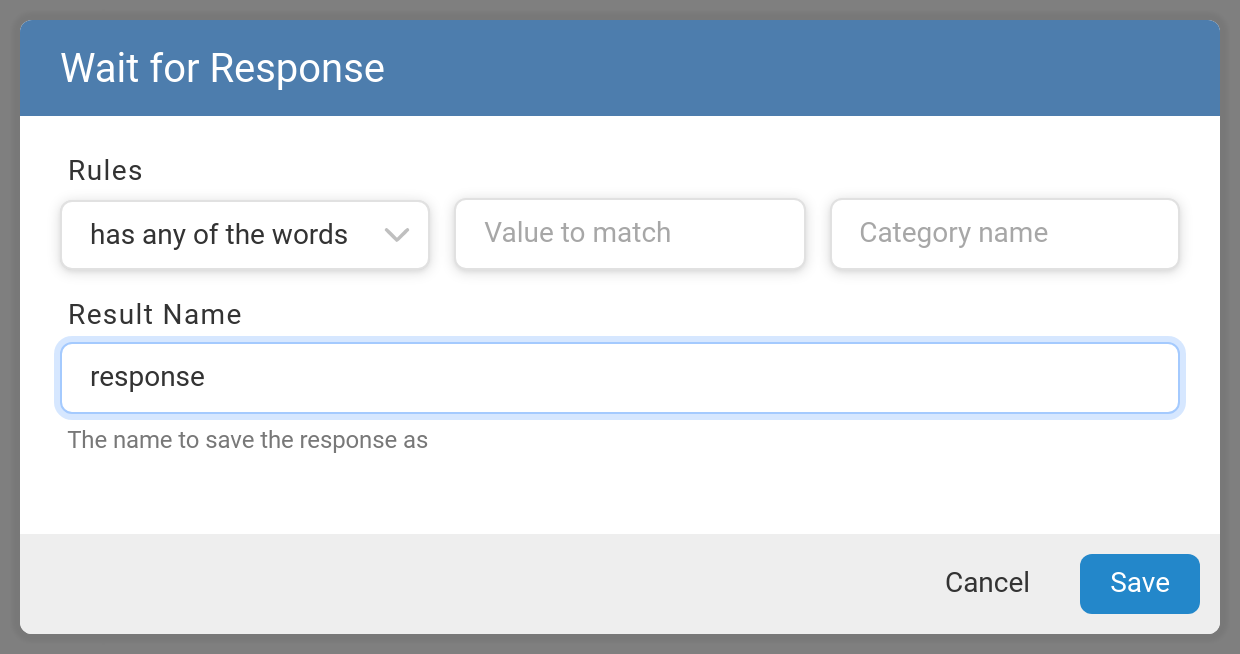 Wait for Response
Rules
has any of the words Value to match Category name
Result Name
response
The name to save the response as
Cancel Save